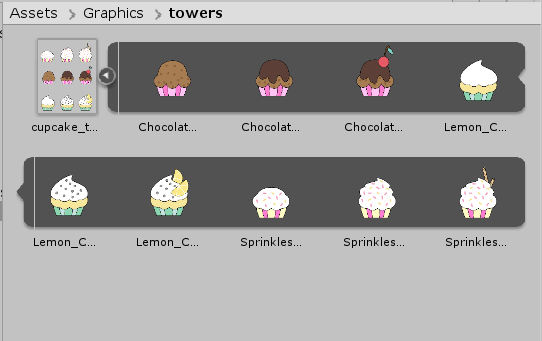 Assets > Graphics > towers
cupcake_t... Chocolat... Chocolat... Chocolat... Lemon_C...
Lemon_C... Lemon_C... Sprinkles... Sprinkles... Sprinkles...